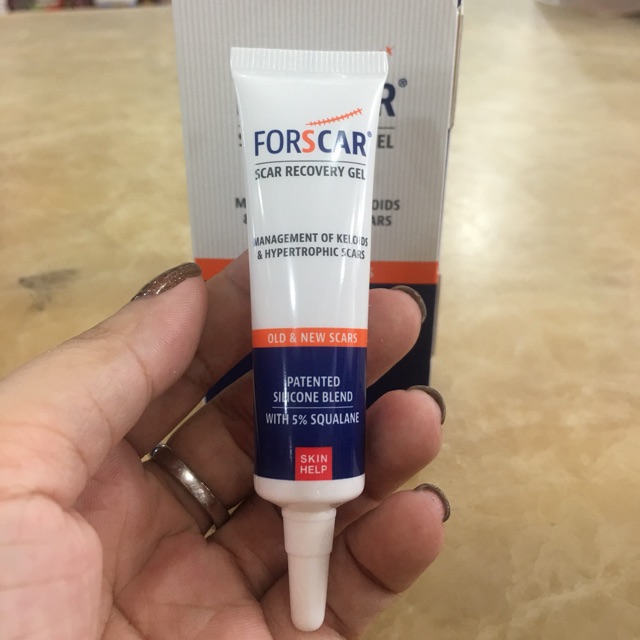 FORSCAR®
SCAR RECOVERY GEL
MANAGEMENT OF KELOIDS
& HYPERTROPHIC SCARS
OLD & NEW SCARS
PATENTED
SILICONE BLEND
WITH 5% SQUALANE
SKIN
HELP